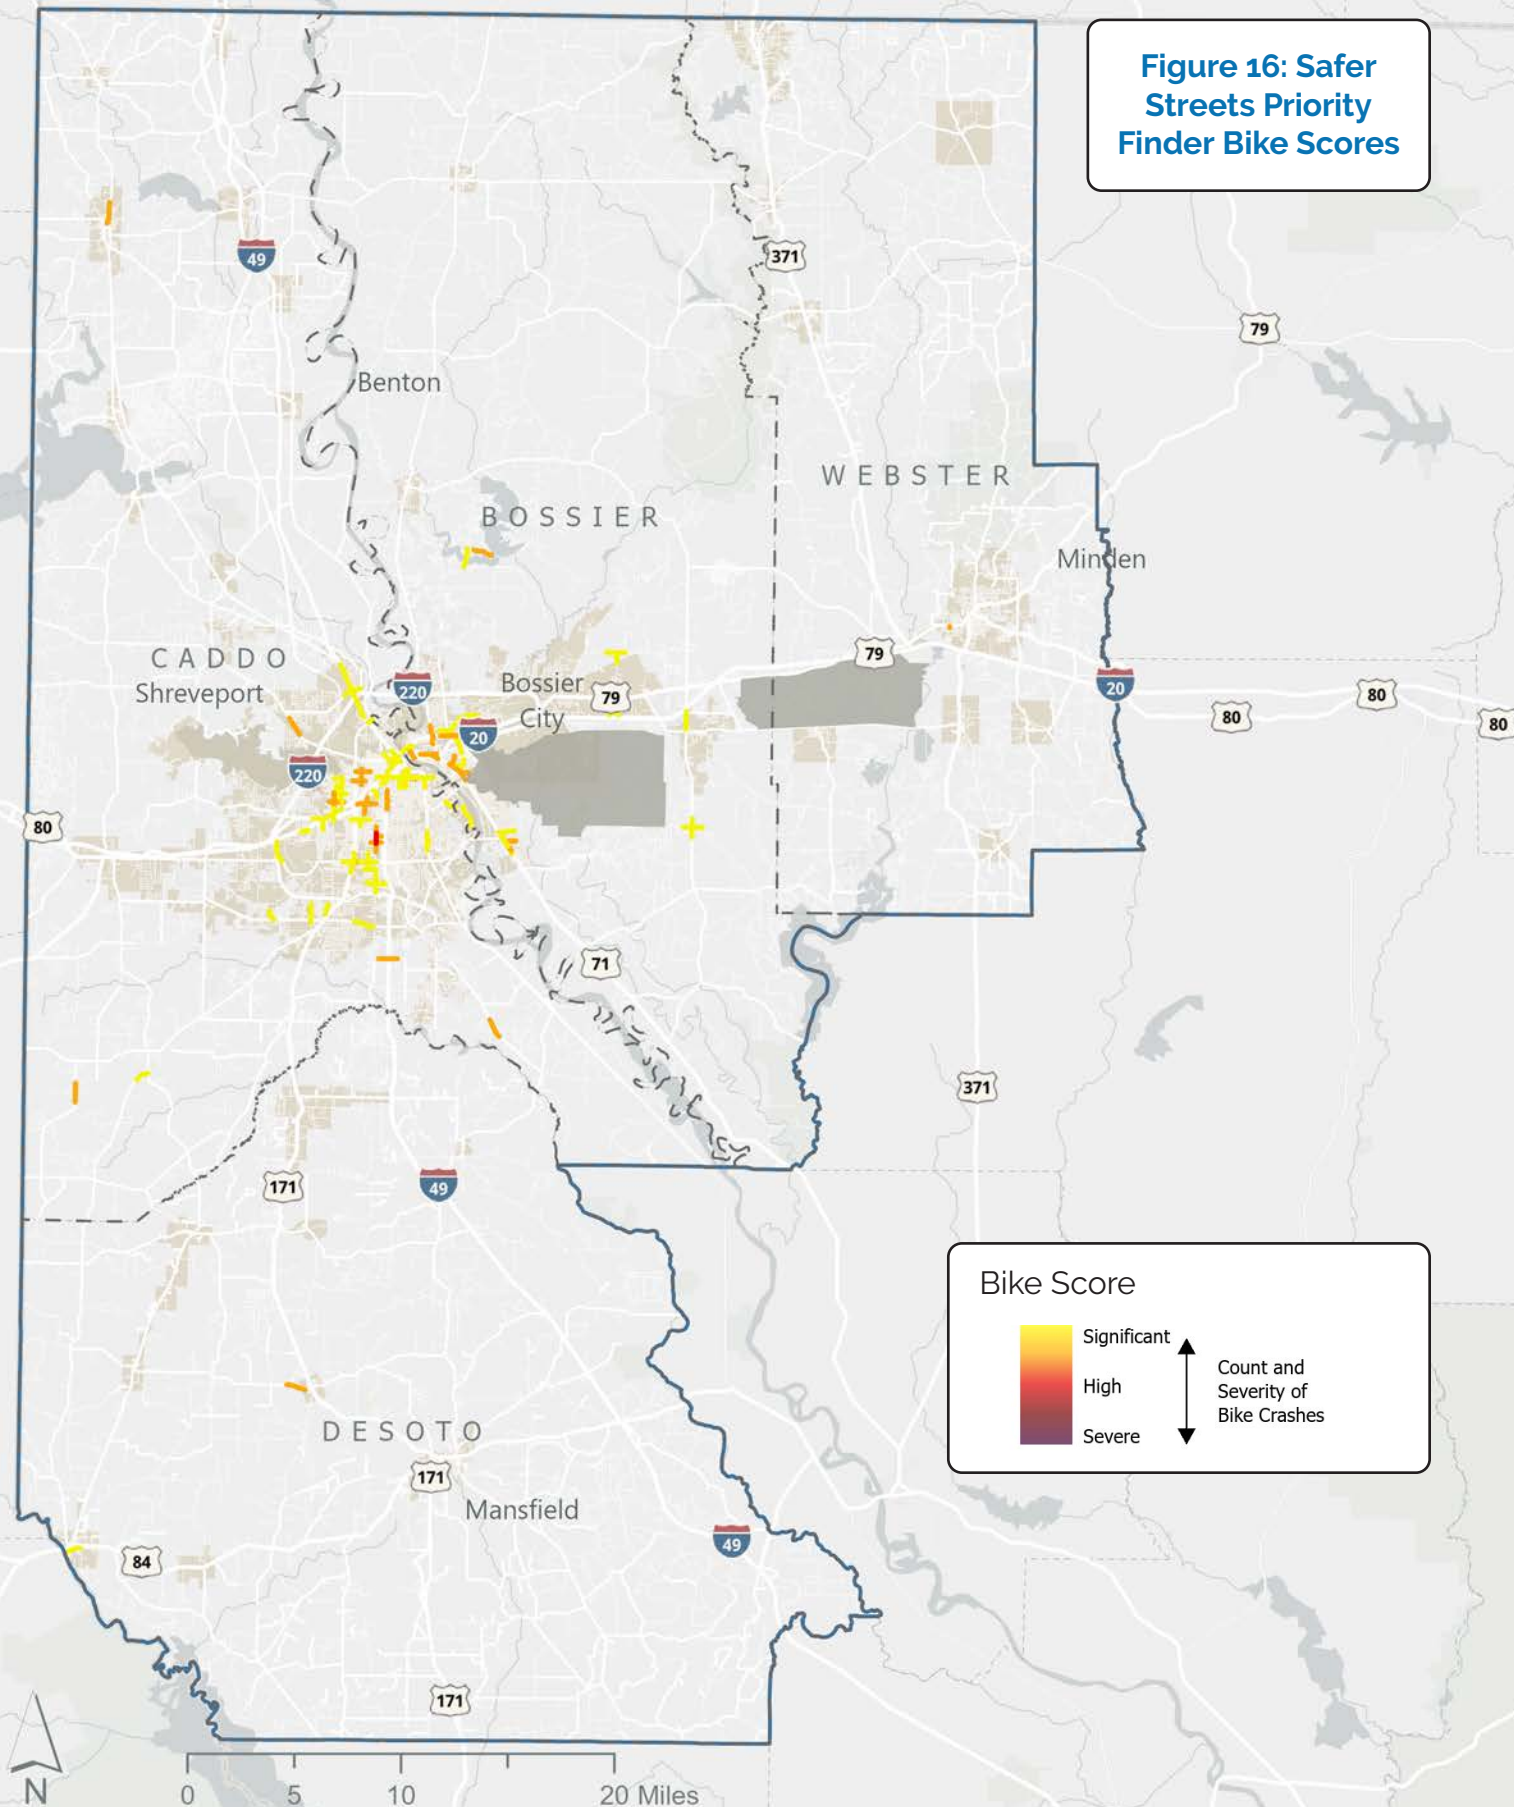 Figure 16: Safer
Streets Priority
Finder Bike Scores
49
371
79
Benton
WEBSTER
BOSSIER
Minden
CADDO
Shreveport
79
220
Bossier
City
79
20
80
80
80
20
220
80
71
371
171
49
Bike Score
Significant
High
Severe
Count and
Severity of
Bike Crashes
DESOTO
171
Mansfield
49
84
171
N
0 5 10 20 Miles